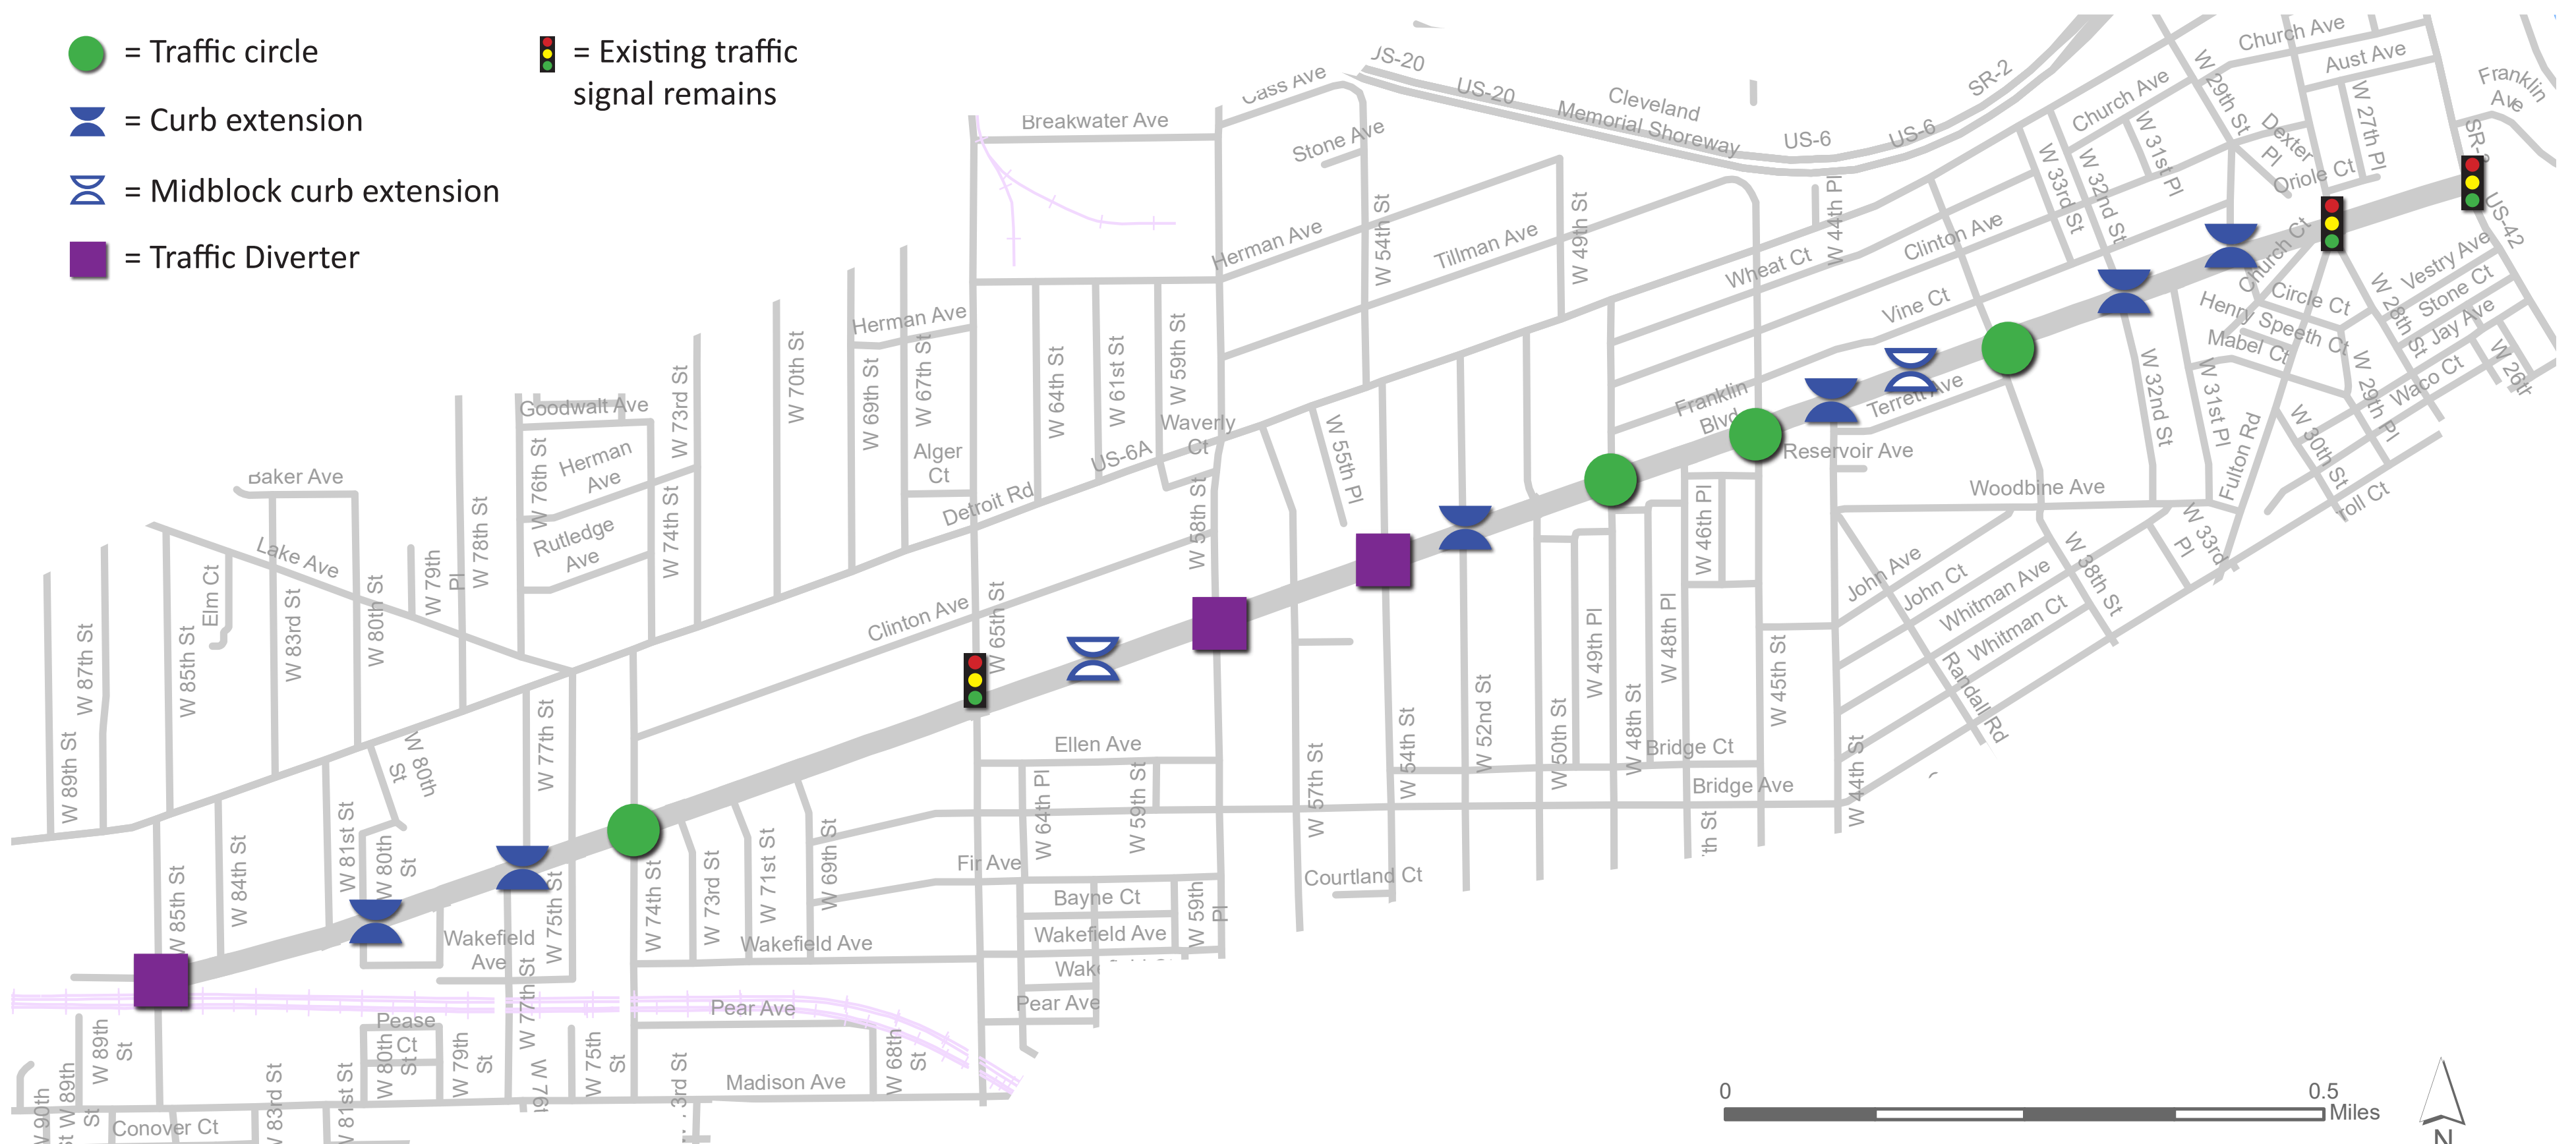 = Traffic circle
= Existing traffic
signal remains
= Curb extension
= Midblock curb extension
= Traffic Diverter
Breakwater Ave
Cass Ave
Stone Ave
US-20
US-20
Cleveland
Memorial Shoreway
US-6
US-6
SR-2
Church Ave
Church Ave
Aust Ave
Franklin
Ave
W 29th St
W 27th Pl
W 31st Pl
Dexter
Pl
Oriole Ct
US-42
W 33rd St
W 32nd St
Herman Ave
W 54th St
Tillman Ave
W 49th St
W 44th Pl
Wheat Ct
Clinton Ave
Vine Ct
Church Ct
Circle Ct
Henry Speeth Ct
Mabel Ct
Vestry Ave
Stone Ct
Jay Ave
W 28th St
Waco Ct
W 26th
W 29th Pl
W 30th St
W 32nd St
W 31st Pl
Fulton Rd
W 33rd
Pl
Franklin
Blvd
Terrett Ave
Reservoir Ave
Woodbine Ave
John Ave
John Ct
Whitman Ave
Whitman Ct
W 38th St
Randall Rd
Herman Ave
W 70th St
W 69th St
W 67th St
W 64th St
W 61st St
W 59th St
Waverly
Ct
US-6A
Alger
Ct
Detroit Rd
W 58th St
W 55th Pl
Goodwalt Ave
W 73rd St
W 76th St
Herman
Ave
Rutledge
Ave
W 74th St
Baker Ave
Lake Ave
W 78th St
W 79th
Pl
Elm Ct
W 80th St
W 83rd St
W 85th St
W 87th St
W 89th St
Clinton Ave
W 65th St
W 46th Pl
W 48th Pl
W 49th Pl
W 48th St
W 50th St
W 52nd St
W 54th St
W 57th St
W 45th St
W 44th St
Bridge Ct
Bridge Ave
Ellen Ave
W 64th Pl
W 59th St
Fir Ave
Bayne Ct
Wakefield Ave
W 59th
Pl
Pear Ave
Courtland Ct
W 77th St
W 80th
St
W 81st St
W 80th
St
W 84th St
W 85th St
Wakefield
Ave
W 75th St
W 74th St
W 73rd St
W 71st St
W 69th St
Wakefield Ave
W 77th St
Pear Ave
Pease
Ct
W 89th
St
W 89th
St
W 90th
W 83rd St
W 81st St
W 80th
St
W 79th
St
W 75th
St
W 68th
St
Madison Ave
Conover Ct
0
0.5
Miles
N